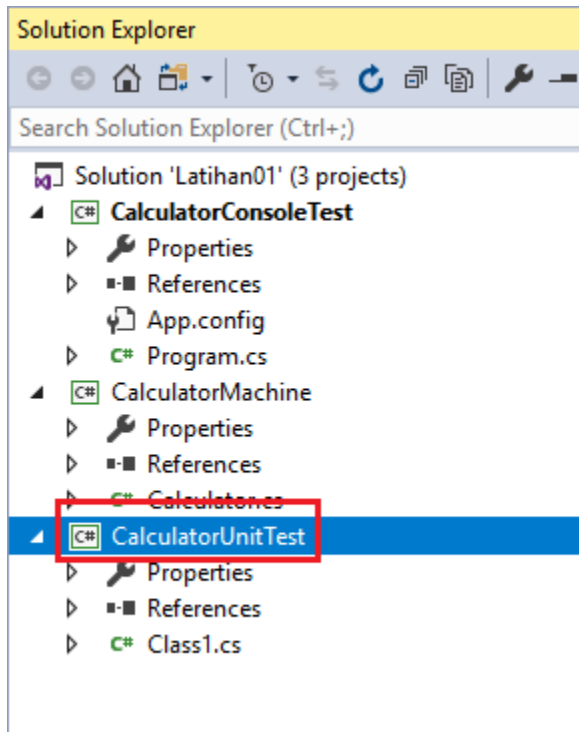 Solution Explorer
Search Solution Explorer (Ctrl+;)
Solution 'Latihan01' (3 projects)
C# CalculatorConsoleTest
Properties
References
App.config
C# Program.cs
C# CalculatorMachine
Properties
References
C# Calculator.cs
C# CalculatorUnitTest
Properties
References
C# Class1.cs